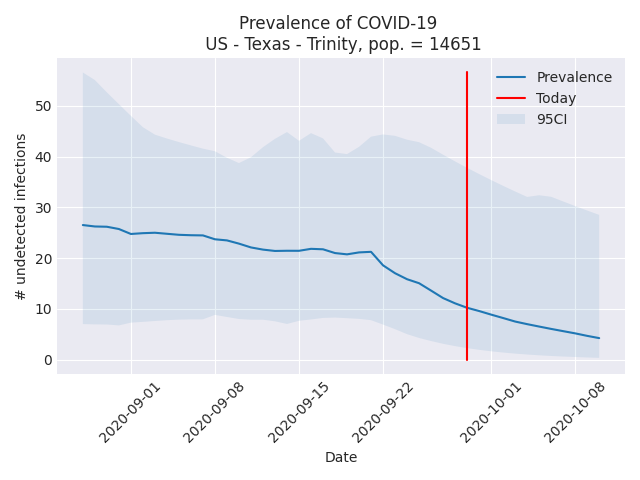 Prevalence of COVID-19
US - Texas - Trinity, pop. = 14651
Prevalence
Today
95CI
# undetected infections
50
40
30
20
10
0
2020-09-01
2020-09-08
2020-09-15
2020-09-22
2020-10-01
2020-10-08
Date